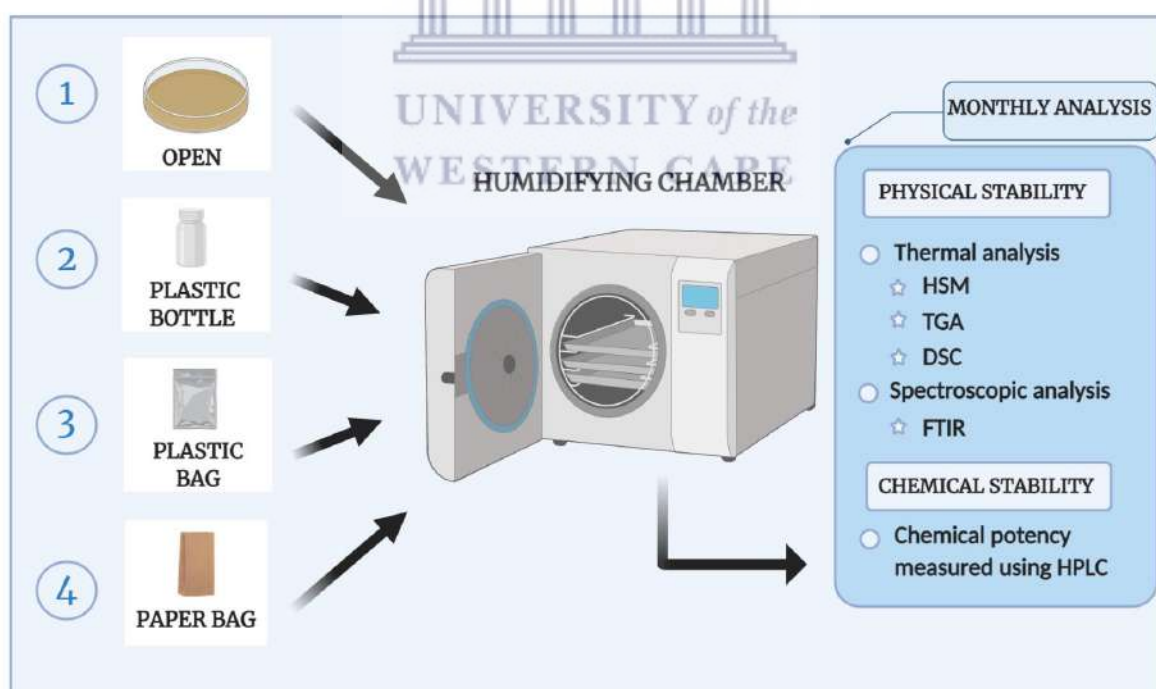 1
OPEN
2
PLASTIC
BOTTLE
3
PLASTIC
BAG
4
PAPER BAG
UNIVERSITY of the
WESTERN CAPE
HUMIDIFYING CHAMBER
MONTHLY ANALYSIS
PHYSICAL STABILITY
Thermal analysis
HSM
TGA
DSC
Spectroscopic analysis
FTIR
CHEMICAL STABILITY
Chemical potency
measured using HPLC